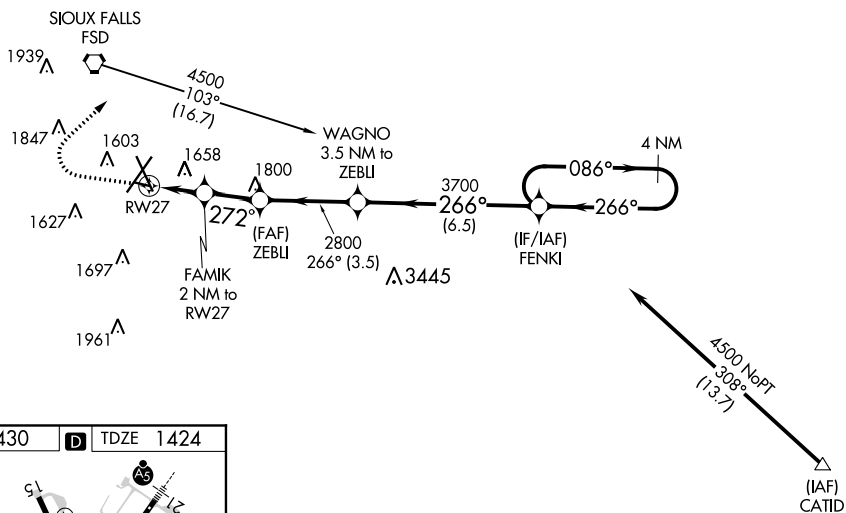 SIOUX FALLS
FSD
1939
4500
103°
(16.7)
WAGNO
3.5 NM to
ZEBLI
4 NM
1847
1603
1658
1800
3700
266°
(6.5)
086°
266°
RW27
272°
(FAF)
ZEBLI
2800
266° (3.5)
(IF/IAF)
FENKI
1627
1697
FAMIK
2 NM to
RW27
3445
1961
4500 NoPT
308°
(13.7)
(IAF)
CATID
430
D
TDZE 1424
A5
15
21